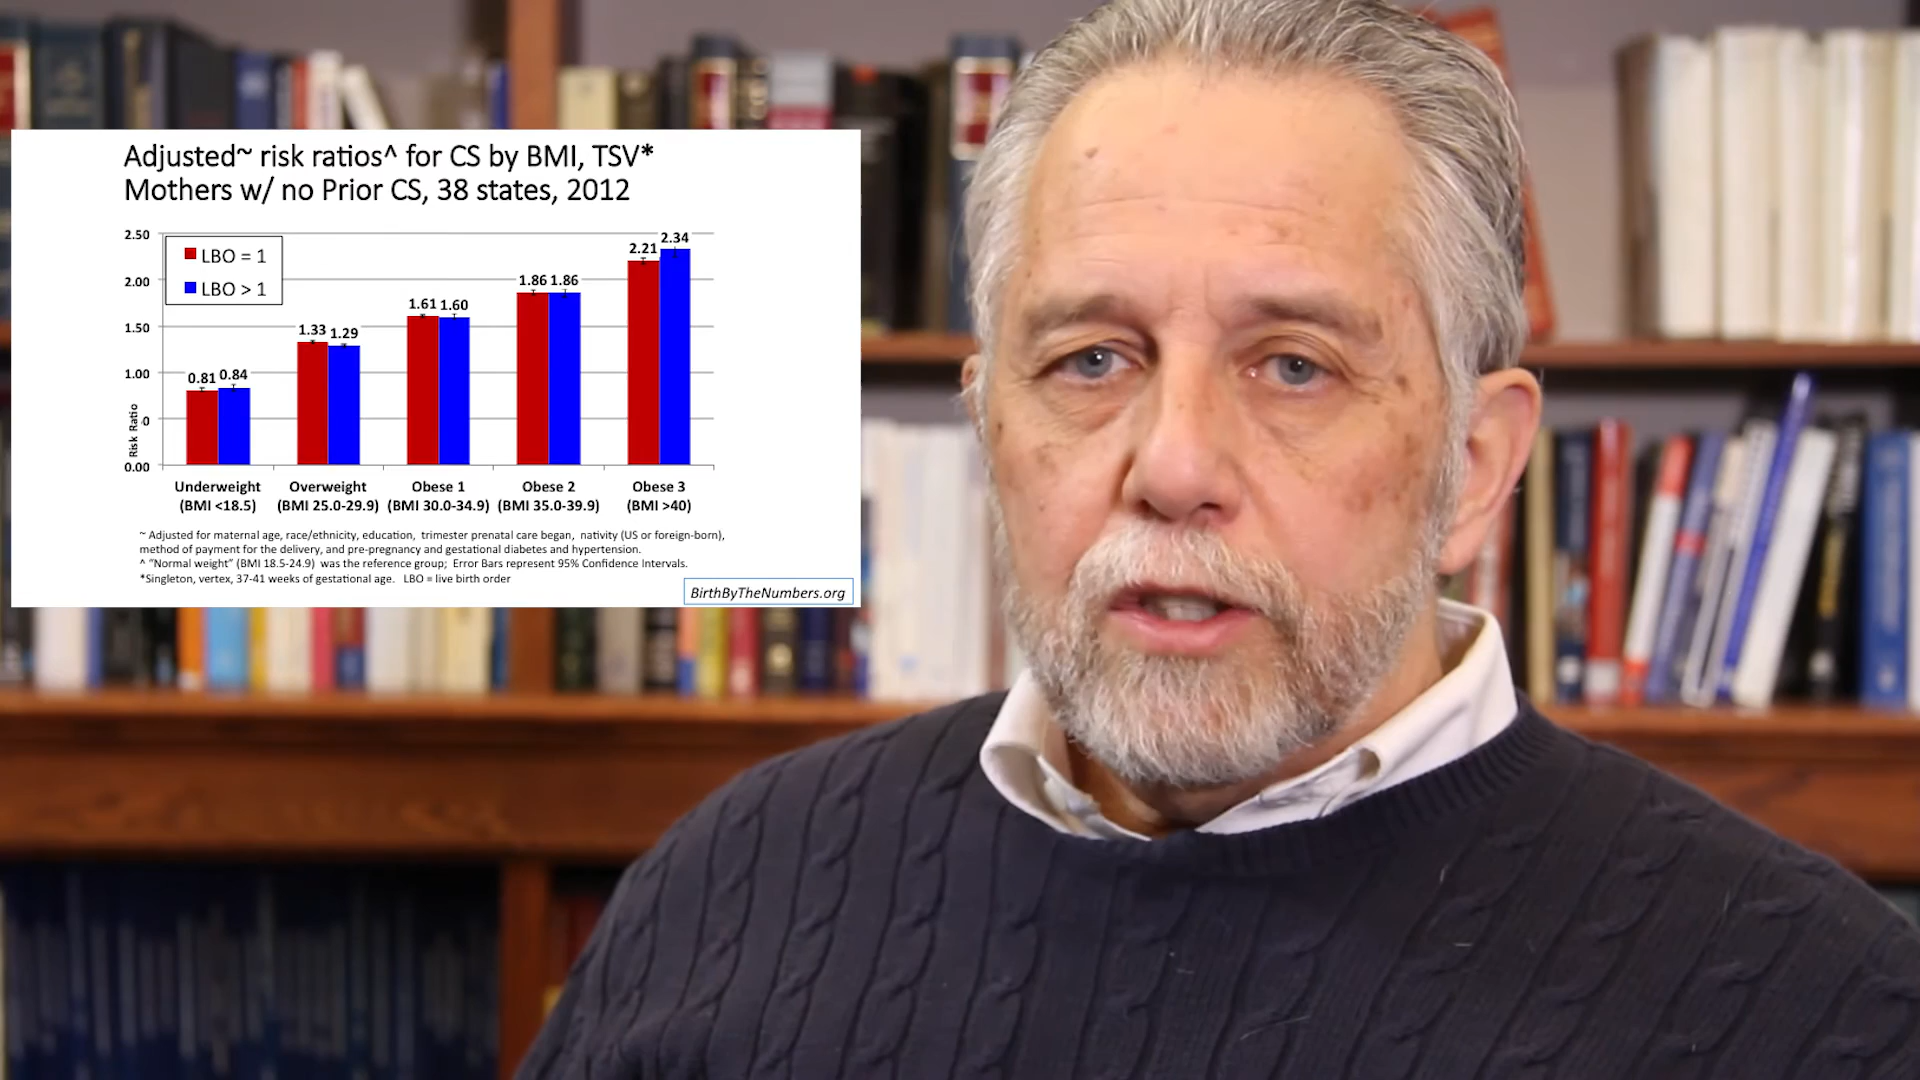 Adjusted~ risk ratios^ for CS by BMI, TSV*
Mothers w/ no Prior CS, 38 states, 2012
2.50
2.00
1.50
1.00
0
0.00
Risk Ratio
LBO = 1
LBO > 1
0.81 0.84
1.33 1.29
1.61 1.60
1.86 1.86
2.21 2.34
Underweight
(BMI <18.5)
Overweight
(BMI 25.0-29.9)
Obese 1
(BMI 30.0-34.9)
Obese 2
(BMI 35.0-39.9)
Obese 3
(BMI >40)
~ Adjusted for maternal age, race/ethnicity, education, trimester prenatal care began, nativity (US or foreign-born),
method of payment for the delivery, and pre-pregnancy and gestational diabetes and hypertension.
^ "Normal weight" (BMI 18.5-24.9) was the reference group; Error Bars represent 95% Confidence Intervals.
*Singleton, vertex, 37-41 weeks of gestational age. LBO = live birth order
BirthByTheNumbers.org